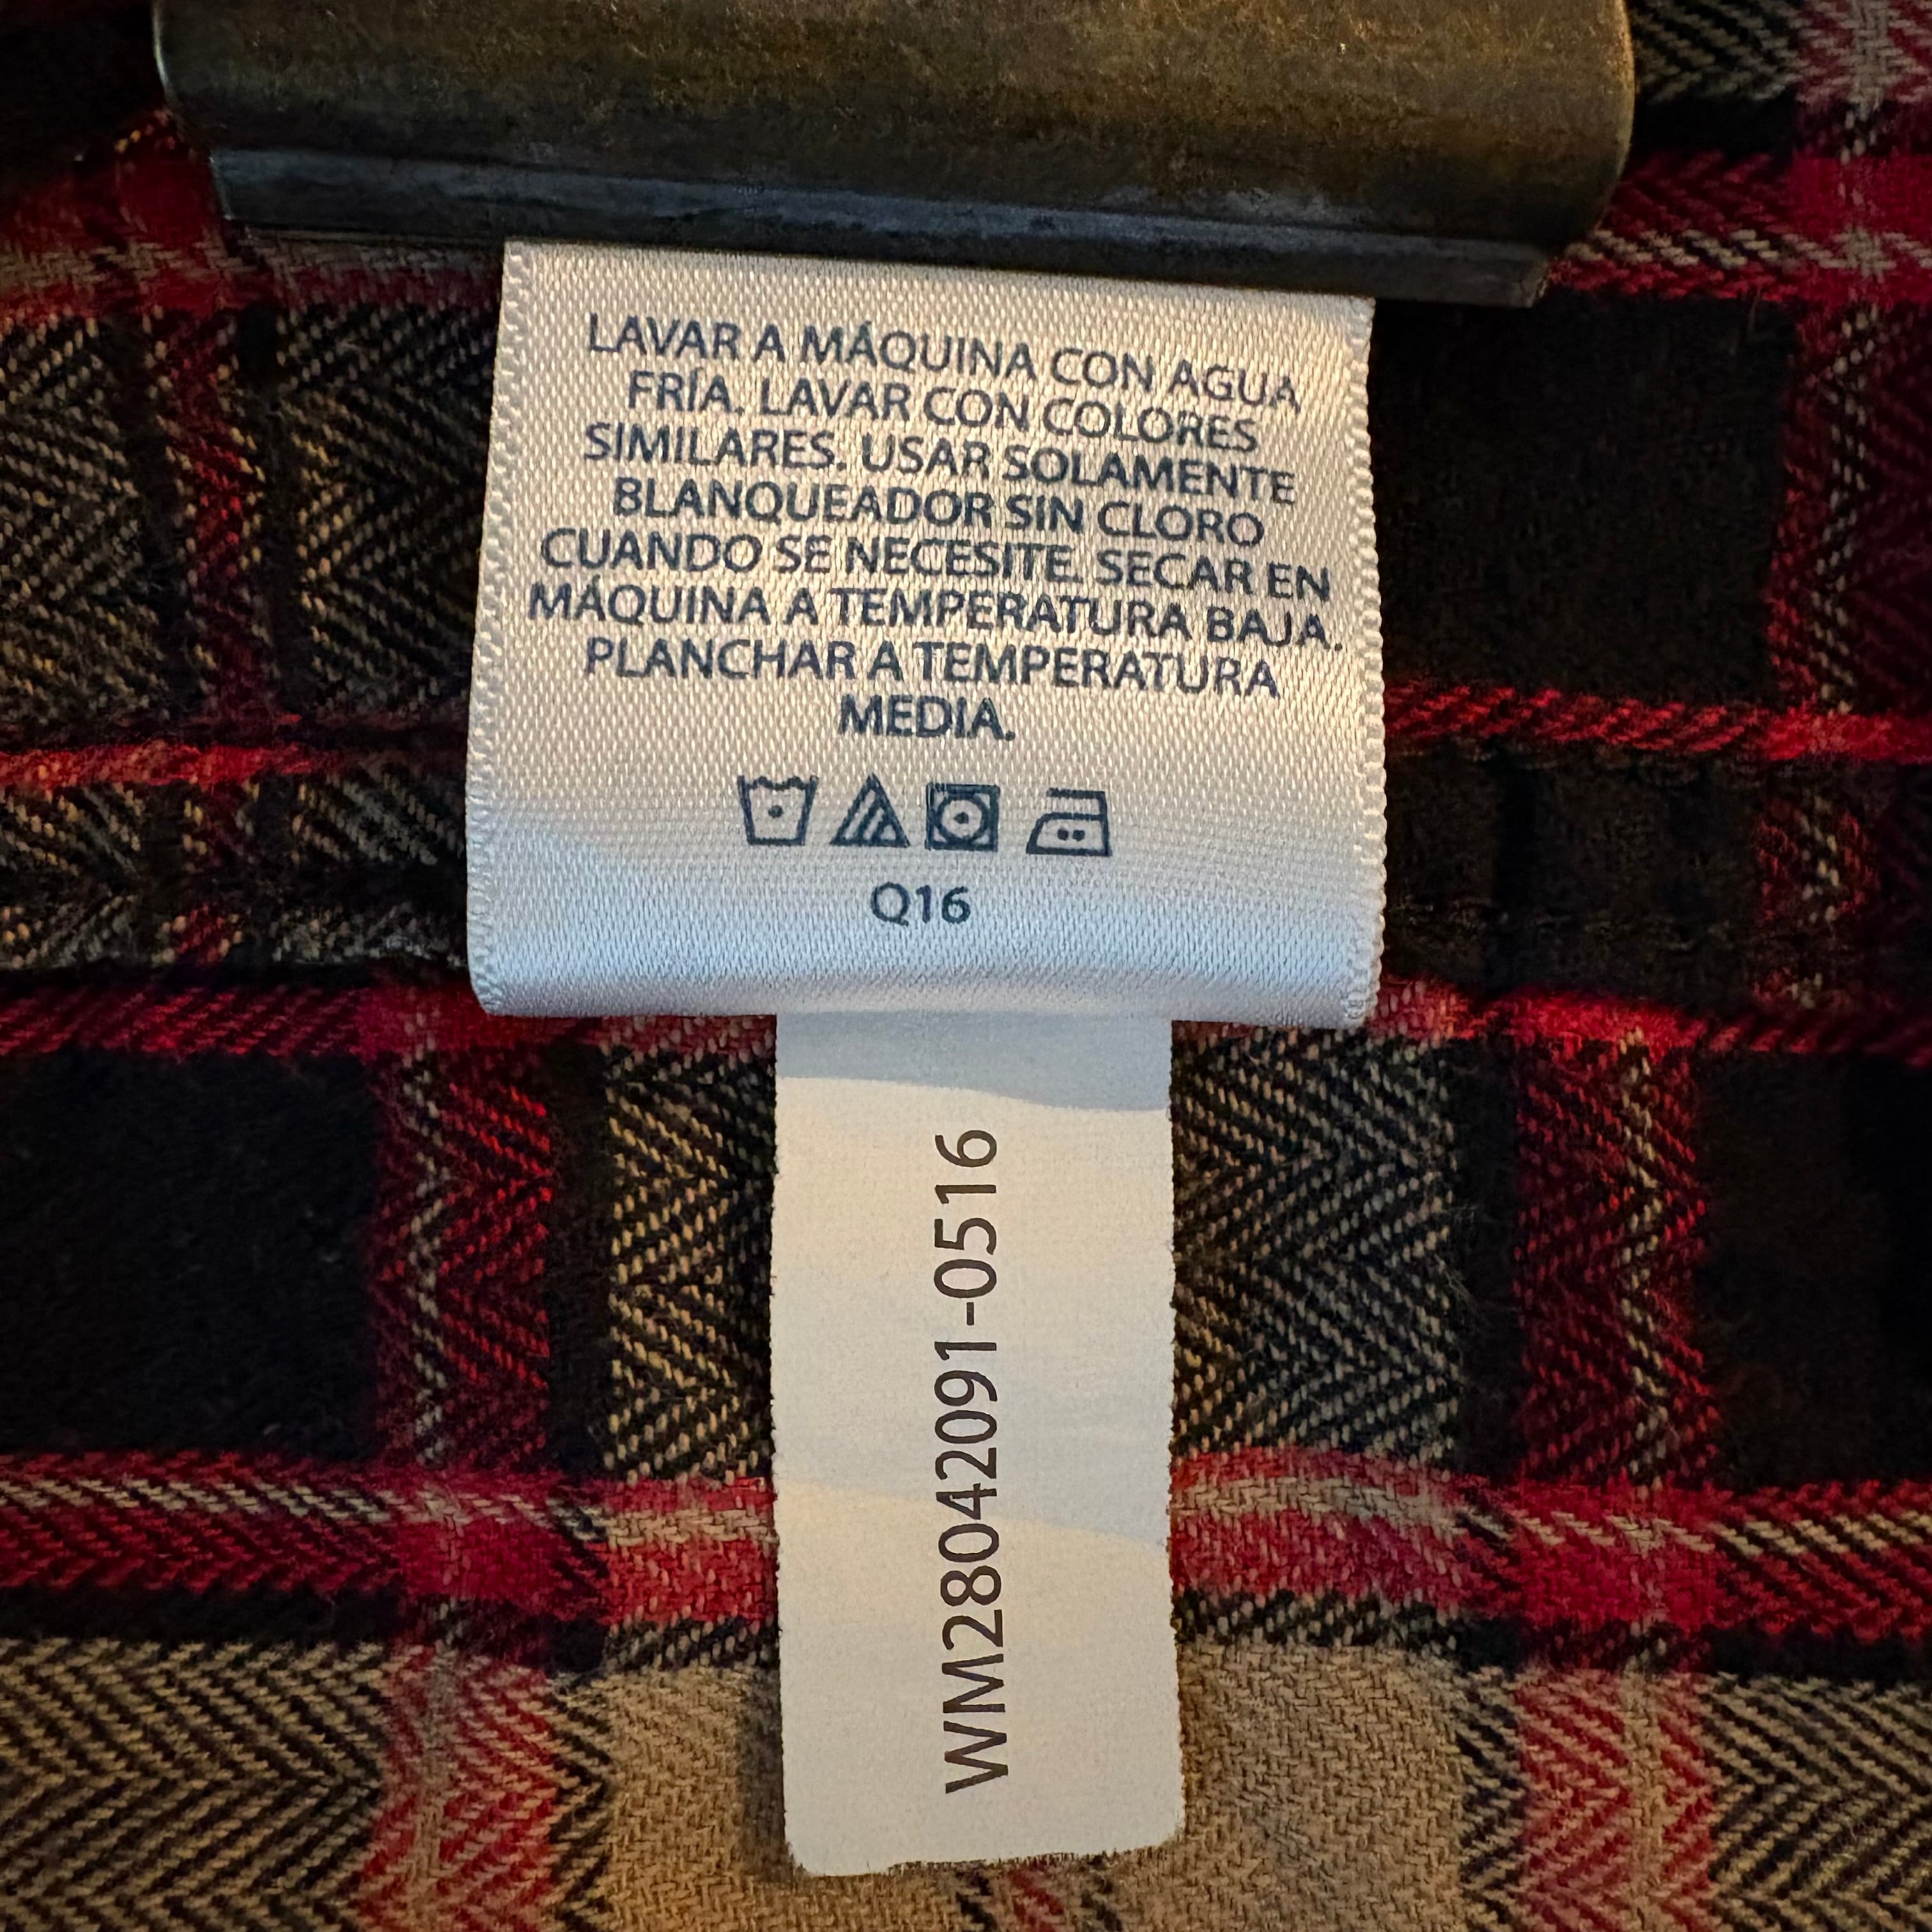 LAVAR A MÁQUINA CON AGUA
FRÍA. LAVAR CON COLORES
SIMILARES. USAR SOLAMENTE
BLANQUEADOR SIN CLORO
CUANDO SE NECESITE. SECAR EN
MÁQUINA A TEMPERATURA BAJA.
PLANCHAR A TEMPERATURA
MEDIA.
Q16
WM28042091-0516